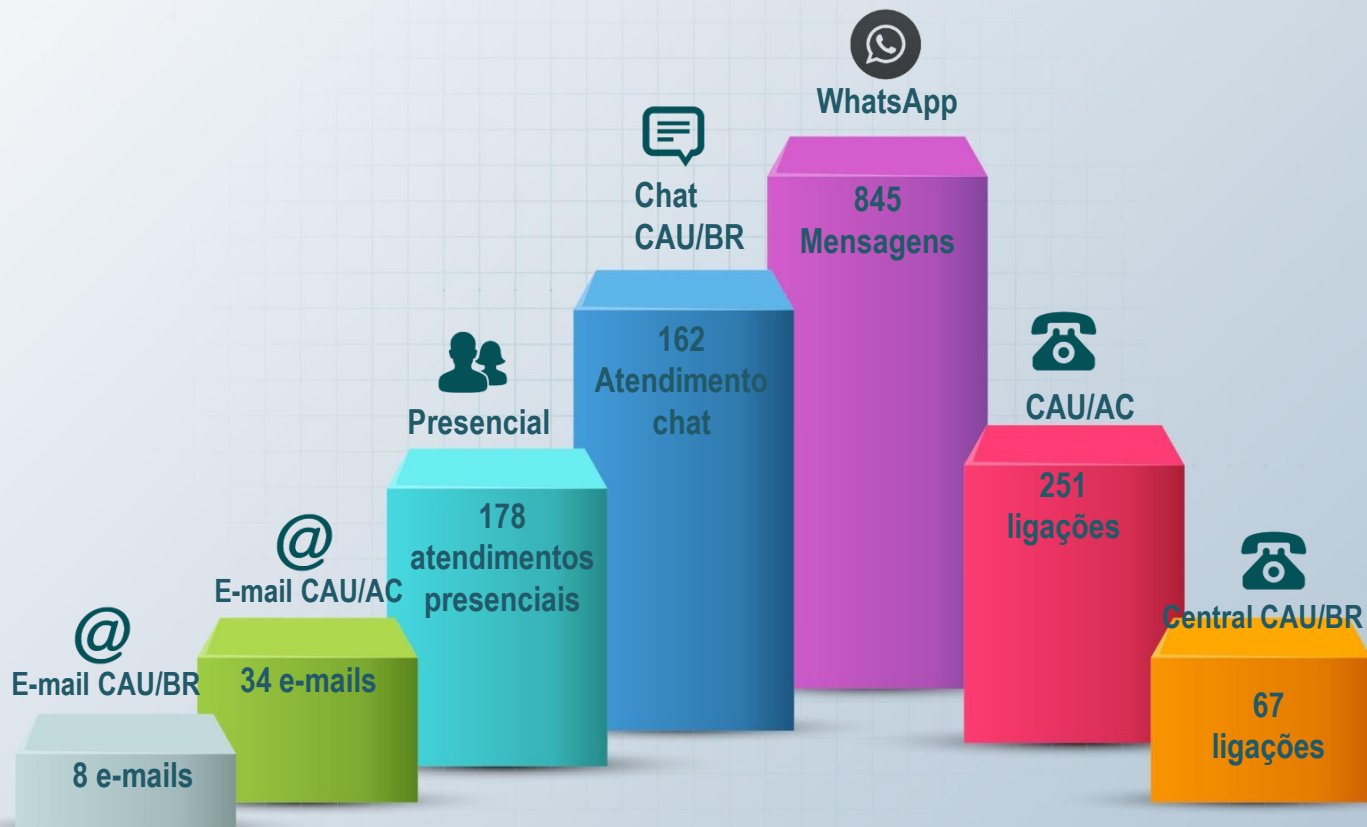 @
E-mail CAU/BR
8 e-mails
@
E-mail CAU/AC
34 e-mails
Presencial
178
atendimentos
presenciais
Chat
CAU/BR
162
Atendimento
chat
WhatsApp
845
Mensagens
CAU/AC
251
ligações
Central CAU/BR
67
ligações